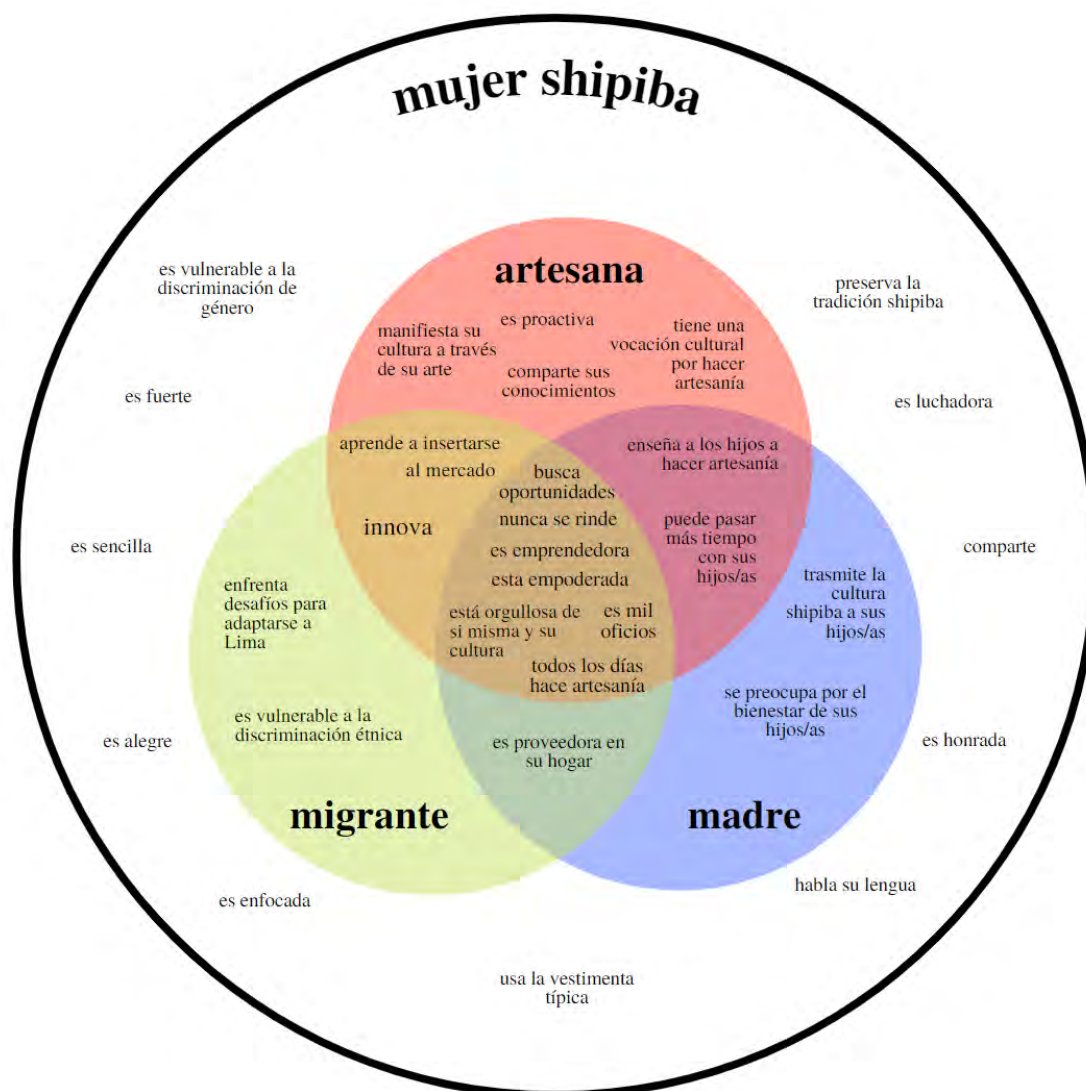 mujer shipiba
es vulnerable a la
discriminación de
género
es fuerte
es sencilla
es alegre
es enfocada
usa la vestimenta
típica
preserva la
tradición shipiba
es luchadora
comparte
es honrada
habla su lengua
artesana
manifiesta su
cultura a través
de su arte
es proactiva
comparte sus
conocimientos
tiene una
vocación cultural
por hacer
artesanía
aprende a insertarse
al mercado
innova
busca
oportunidades
nunca se rinde
es emprendedora
esta empoderada
está orgullosa de
si misma y su
cultura
es mil
oficios
todos los días
hace artesanía
enseña a los hijos a
hacer artesanía
puede pasar
más tiempo
con sus
hijos/as
enfrenta
desafíos para
adaptarse a
Lima
es vulnerable a la
discriminación étnica
migrante
es proveedora en
su hogar
trasmite la
cultura
shipiba a sus
hijos/as
se preocupa por el
bienestar de sus
hijos/as
madre